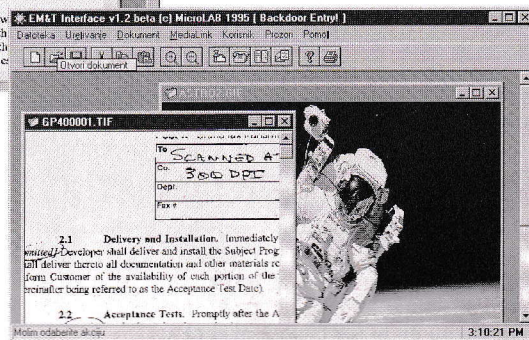 EM&T Interface v1.2 beta (c) MicroLAB 1995 [ Backdoor Entry! ]
Datoteka Uređivanje Dokument MediaLink Korisnik Prozori Pomoć
Otvori dokument
GP400001.TIF
To
SCANNED
Co.
300 DPI
Dept.
Fax #
2.1 Delivery and Installation. Immediately
Developer shall deliver and install the Subject Prog
all deliver thereto all documentation and other materials re
form Customer of the availability of each portion of the
ereinafter being referred to as the Acceptance Test Date).
2.2 Acceptance Tests. Promptly after the A
Molim odaberite akciju
3:10:21 PM